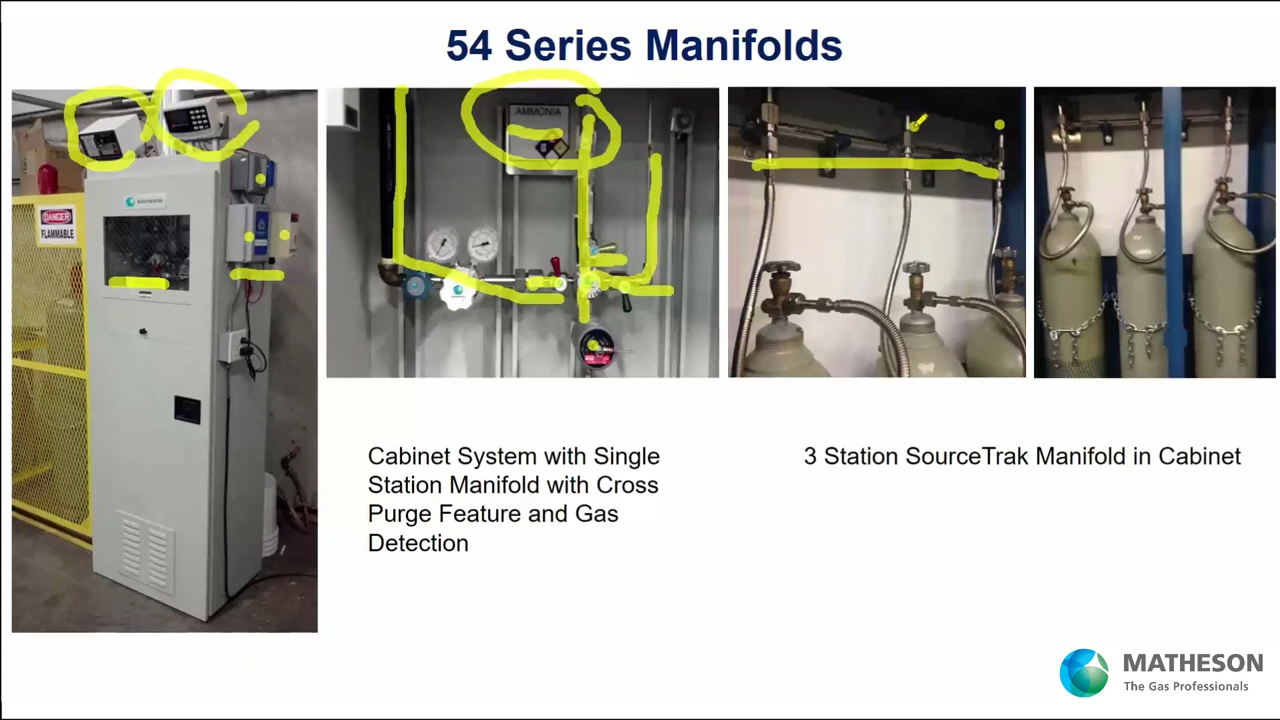 54 Series Manifolds
MATHESON
DANGER
FLAMMABLE
AMMONIA
Cabinet System with Single
Station Manifold with Cross
Purge Feature and Gas
Detection
3 Station SourceTrak Manifold in Cabinet
MATHESON
The Gas Professionals